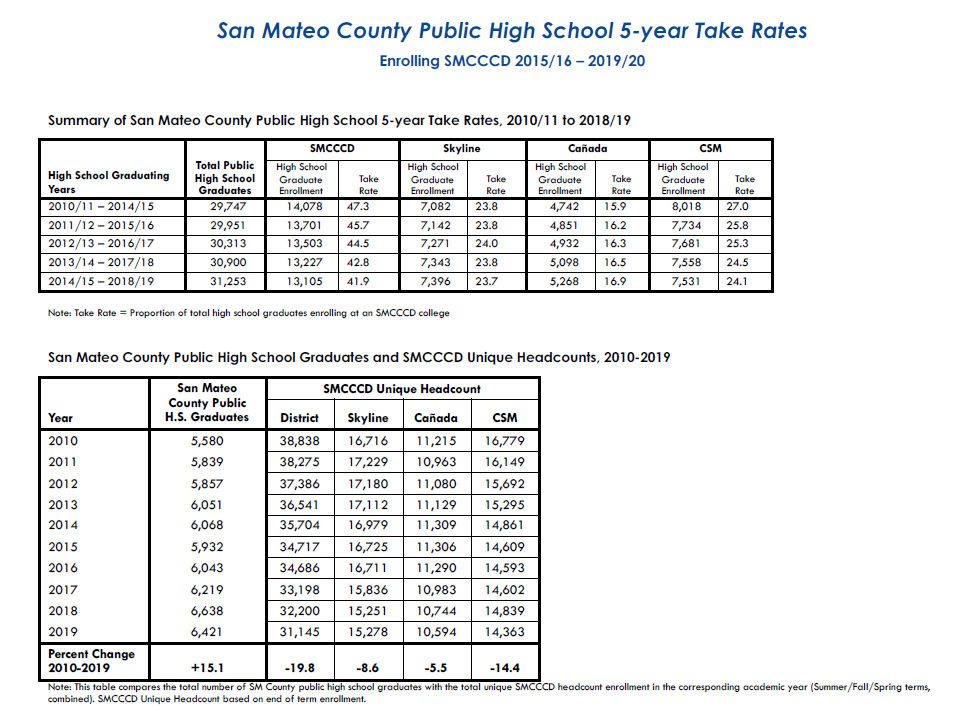 San Mateo County Public High School 5-year Take Rates
Enrolling SMCCCD 2015/16 – 2019/20
Summary of San Mateo County Public High School 5-year Take Rates, 2010/11 to 2018/19
SMCCCD Skyline Cañada CSM
High School Graduating Years Total Public High School Graduates High School Graduate Enrollment Take Rate High School Graduate Enrollment Take Rate High School Graduate Enrollment Take Rate High School Graduate Enrollment Take Rate
2010/11 – 2014/15 29,747 14,078 47.3 7,082 23.8 4,742 15.9 8,018 27.0
2011/12 – 2015/16 29,951 13,701 45.7 7,142 23.8 4,851 16.2 7,734 25.8
2012/13 – 2016/17 30,313 13,503 44.5 7,271 24.0 4,932 16.3 7,681 25.3
2013/14 – 2017/18 30,900 13,227 42.8 7,343 23.8 5,098 16.5 7,558 24.5
2014/15 – 2018/19 31,253 13,105 41.9 7,396 23.7 5,268 16.9 7,531 24.1
Note: Take Rate = Proportion of total high school graduates enrolling at an SMCCCD college
San Mateo County Public High School Graduates and SMCCCD Unique Headcounts, 2010-2019
Year San Mateo County Public H.S. Graduates SMCCCD Unique Headcount
District Skyline Cañada CSM
2010 5,580 38,838 16,716 11,215 16,779
2011 5,839 38,275 17,229 10,963 16,149
2012 5,857 37,386 17,180 11,080 15,692
2013 6,051 36,541 17,112 11,129 15,295
2014 6,068 35,704 16,979 11,309 14,861
2015 5,932 34,717 16,725 11,306 14,609
2016 6,043 34,686 16,711 11,290 14,593
2017 6,219 33,198 15,836 10,983 14,602
2018 6,638 32,200 15,251 10,744 14,839
2019 6,421 31,145 15,278 10,594 14,363
Percent Change
2010-2019 +15.1 -19.8 -8.6 -5.5 -14.4
Note: This table compares the total number of SM County public high school graduates with the total unique SMCCCD headcount enrollment in the corresponding academic year (Summer/Fall/Spring terms,
combined). SMCCCD Unique Headcount based on end of term enrollment.